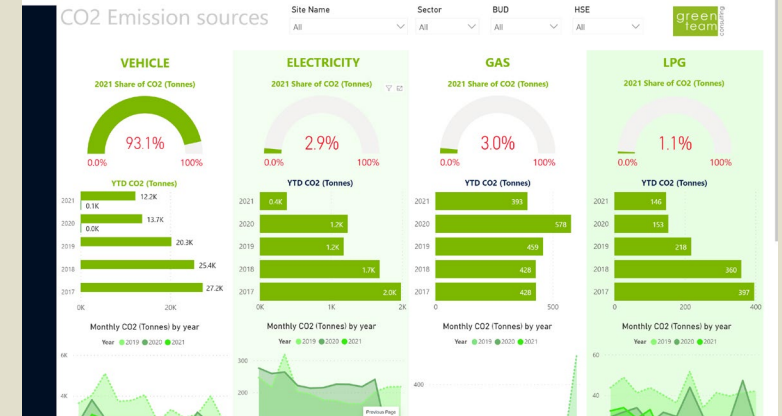 CO2 Emission sources
Site Name
All
Sector
All
BUD
All
HSE
All
green
team
consulting
VEHICLE
2021 Share of CO2 (Tonnes)
93.1%
0.0%
100%
YTD CO2 (Tonnes)
2021
12.2K
0.1K
2020
13.7K
0.0K
2019
20.3K
2018
25.4K
2017
27.2K
0K
20K
Monthly CO2 (Tonnes) by year
Year 2019 2020 2021
6K
4K
ELECTRICITY
2021 Share of CO2 (Tonnes)
2.9%
0.0%
100%
YTD CO2 (Tonnes)
2021
0.4K
2020
1.2K
2019
1.2K
2018
1.7K
2017
2.0K
0K
1K
2K
Monthly CO2 (Tonnes) by year
Year 2019 2020 2021
300
200
Previous Page
GAS
2021 Share of CO2 (Tonnes)
3.0%
0.0%
100%
YTD CO2 (Tonnes)
2021
393
2020
578
2019
459
2018
428
2017
428
0
500
Monthly CO2 (Tonnes) by year
Year 2019 2020 2021
400
LPG
2021 Share of CO2 (Tonnes)
1.1%
0.0%
100%
YTD CO2 (Tonnes)
2021
146
2020
153
2019
218
2018
360
2017
397
0
200
400
Monthly CO2 (Tonnes) by year
Year 2019 2020 2021
60
40